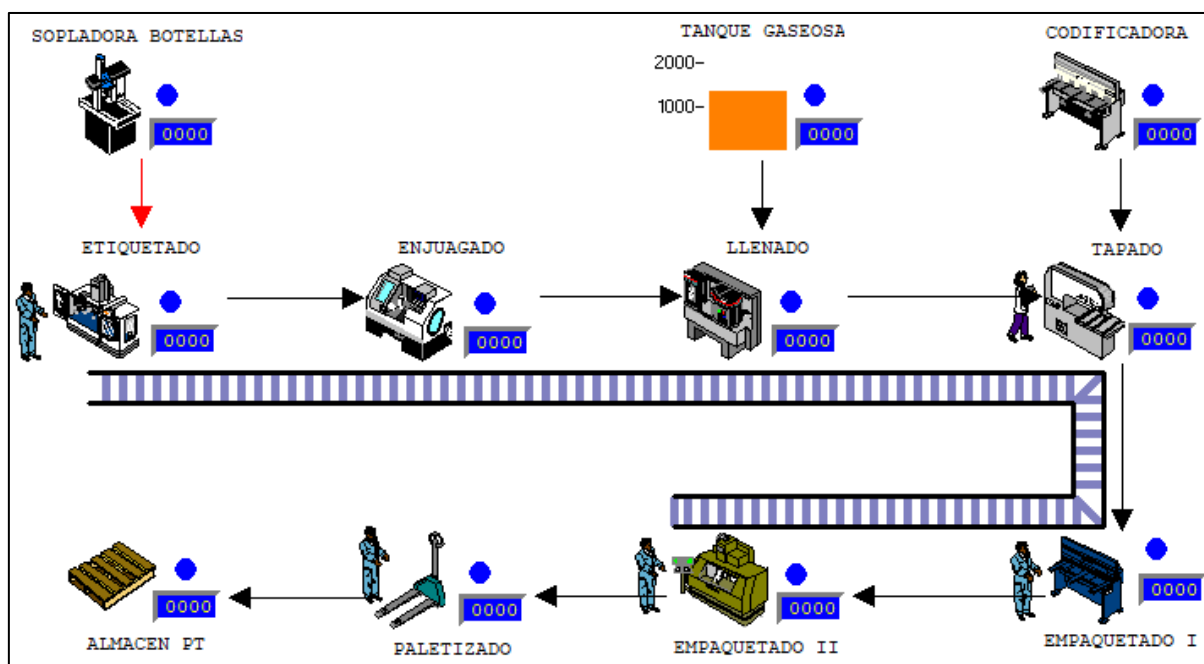 SOPLADORA BOTELLAS
TANQUE GASEOSA
CODIFICADORA
2000-
1000-
0000
0000
0000
ETIQUETADO
ENJUAGADO
LLENADO
TAPADO
0000
0000
0000
0000
0000
0000
0000
0000
ALMACEN PT
PALETIZADO
EMPAQUETADO II
EMPAQUETADO I